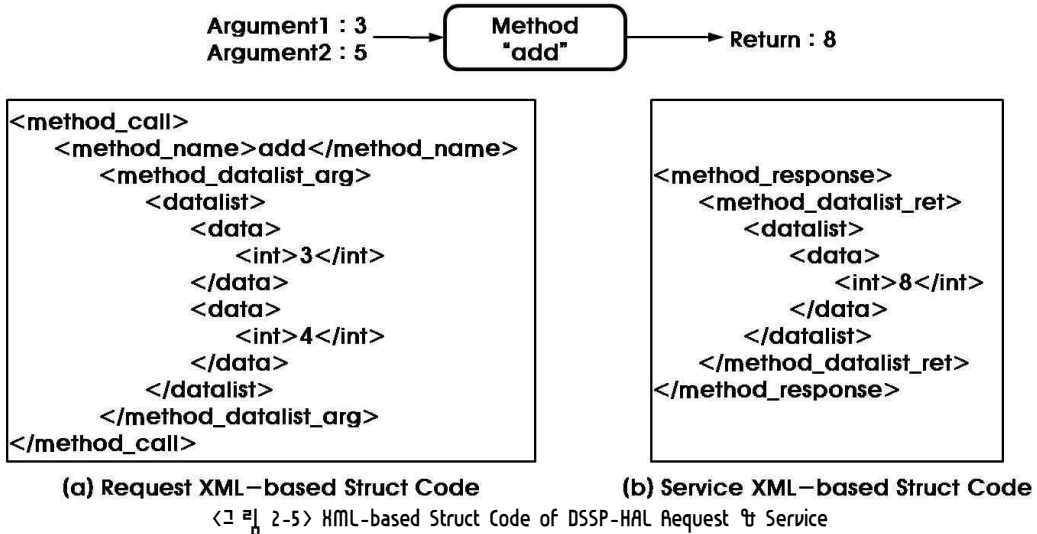 Argument1 : 3
Argument2 : 5
Method
"add"
Return : 8
<method_call>
<method_name>add</method_name>
<method_datalist_arg>
<datalist>
<data>
<int>3</int>
</data>
<data>
<int>4</int>
</data>
</datalist>
</method_datalist_arg>
</method_call>
<method_response>
<method_datalist_ret>
<datalist>
<data>
<int>8</int>
</data>
</datalist>
</method_datalist_ret>
</method_response>
(a) Request XML-based Struct Code
(b) Service XML-based Struct Code
<그림 2-5> XML-based Struct Code of DSSP-HAL Request & Service